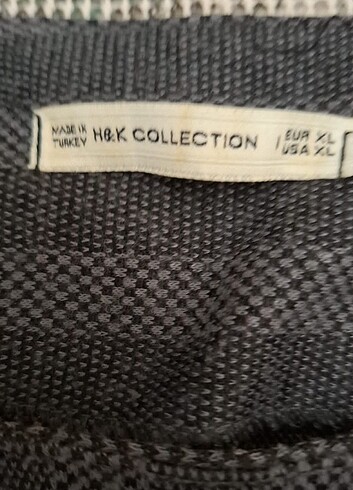 MADE IN
TURKEY
H&K COLLECTION
EUR XL
USA XL